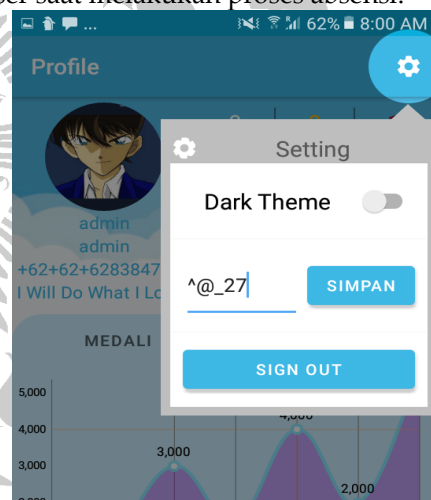 ser saat melakukan proses absensi.
... 62% 8:00 AM
Profile
Setting
Dark Theme
admin
admin
+62+62+6283847
I Will Do What I Lo
^@_27
SIMPAN
MEDALI
SIGN OUT
5,000
4,000
4,000
3,000
3,000
2,000